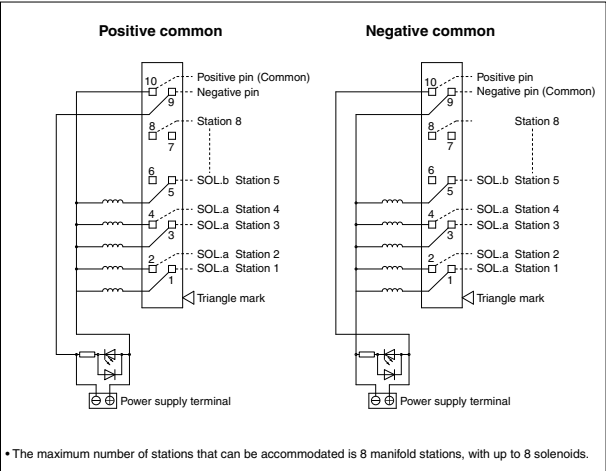 Positive common
10
Positive pin (Common)
Negative pin
9
8
Station 8
7
6
SOL.b Station 5
5
SOL.a Station 4
4
SOL.a Station 3
3
SOL.a Station 2
2
SOL.a Station 1
1
Triangle mark
Power supply terminal
Negative common
10
Positive pin
Negative pin (Common)
9
8
Station 8
7
6
SOL.b Station 5
5
SOL.a Station 4
4
SOL.a Station 3
3
SOL.a Station 2
2
SOL.a Station 1
1
Triangle mark
Power supply terminal
• The maximum number of stations that can be accommodated is 8 manifold stations, with up to 8 solenoids.